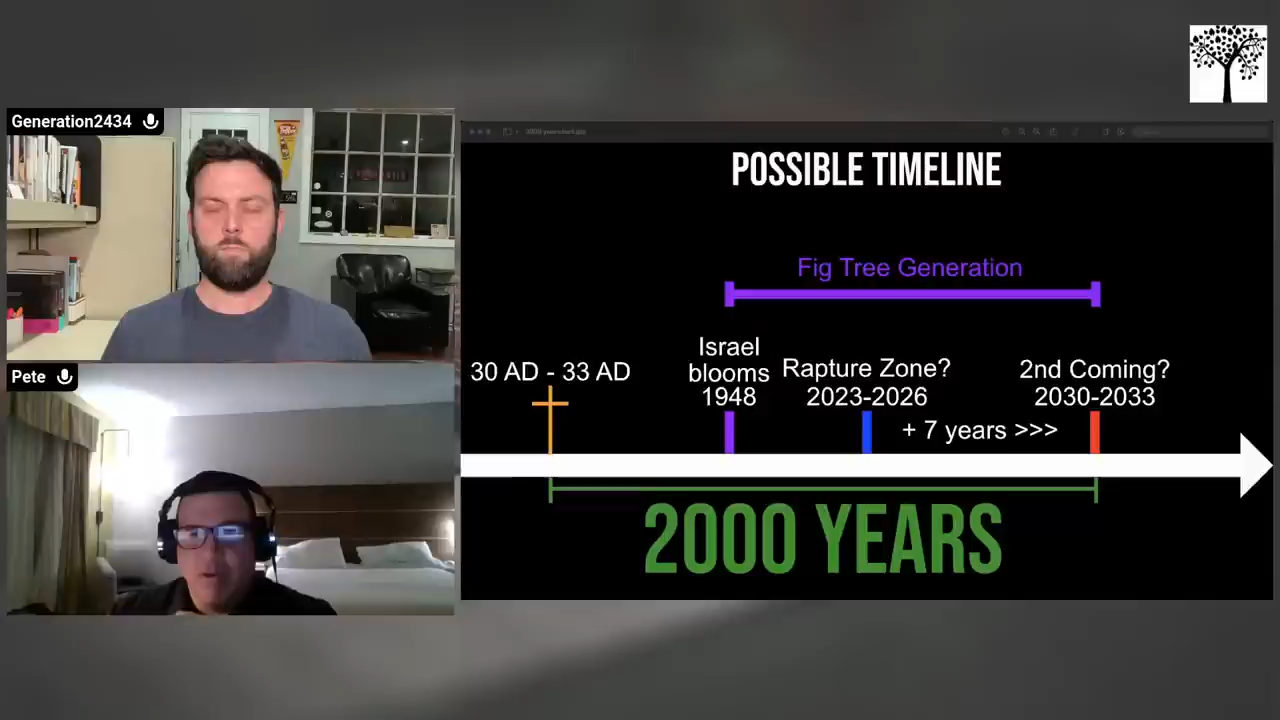 Generation2434
Pete
POSSIBLE TIMELINE
Fig Tree Generation
30 AD - 33 AD
Israel
blooms
1948
Rapture Zone?
2023-2026
+ 7 years >>>
2nd Coming?
2030-2033
2000 YEARS